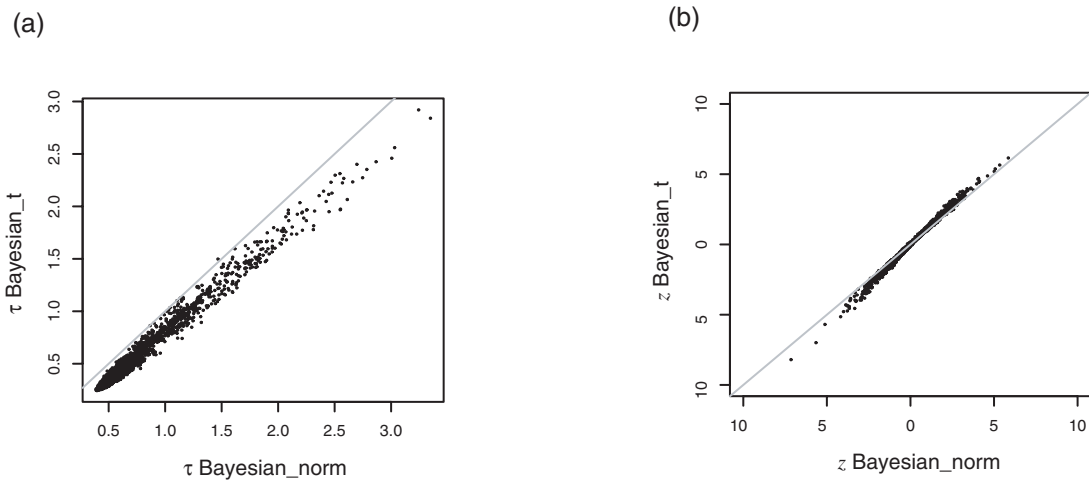 (a)
(b)
3.0
2.5
2.0
1.5
1.0
0.5
τ Bayesian_t
0.5 1.0 1.5 2.0 2.5 3.0
τ Bayesian_norm
10
5
0
5
10
z Bayesian_t
10 5 0 5 10
z Bayesian_norm